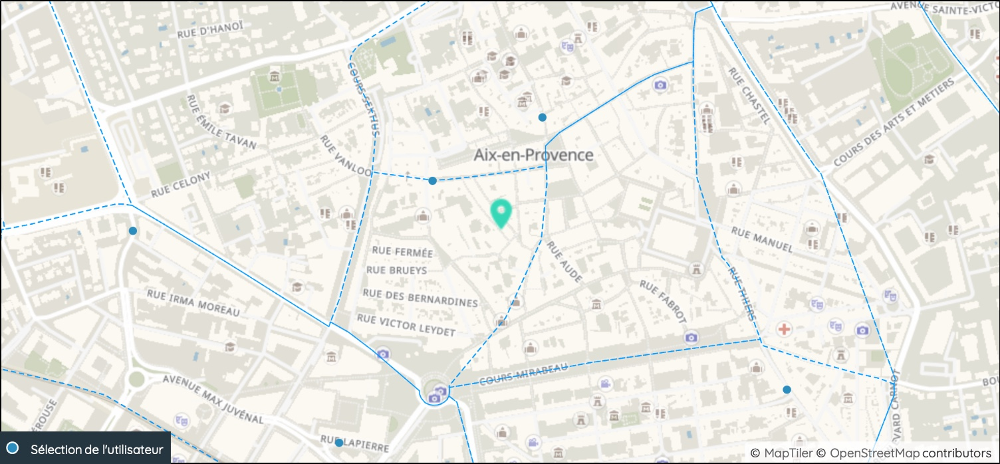 AVENUE SAINTE-VICTO
RUE D'HANOÏ
COURS SEXTIUS
RUE CHASTEL
COURS DES ARTS ET METIERS
RUE ÉMILE TAVAN
RUE VANLOO
Aix-en-Provence
RUE CELONY
RUE MANUEL
RUE FERMÉE
RUE AUDE
RUE BRUEYS
RUE THIERS
RUE IRMA MOREAU
RUE DES BERNARDINES
RUE FABROT
RUE VICTOR LEYDET
COURS MIRABEAU
AVENUE MAX JUVÉNAL
BOU
VARD CARNOT
ÉROUSE
RUE LAPIERRE
Sélection de l'utilisateur
© MapTiler © OpenStreetMap contributors